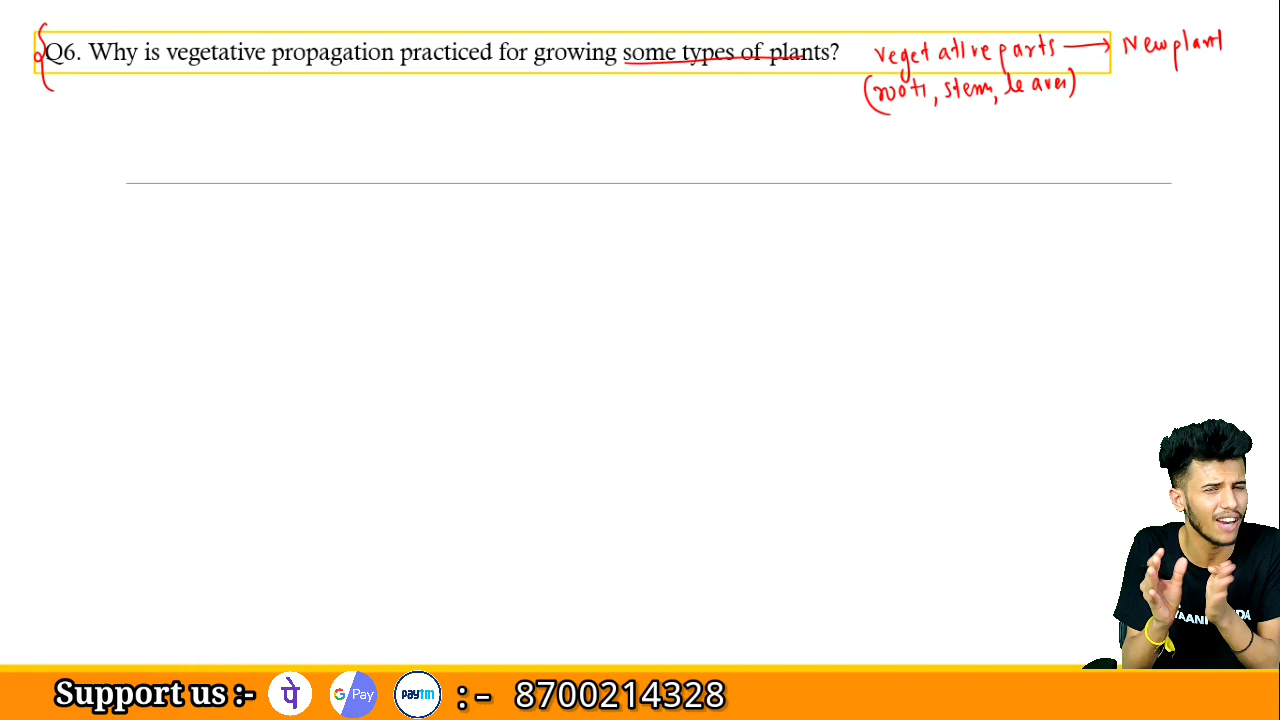 Q6. Why is vegetative propagation practiced for growing some types of plants?
vegetative parts → New plant
(roots, stems, leaves)
Support us :- पे G Pay paytm :- 8700214328